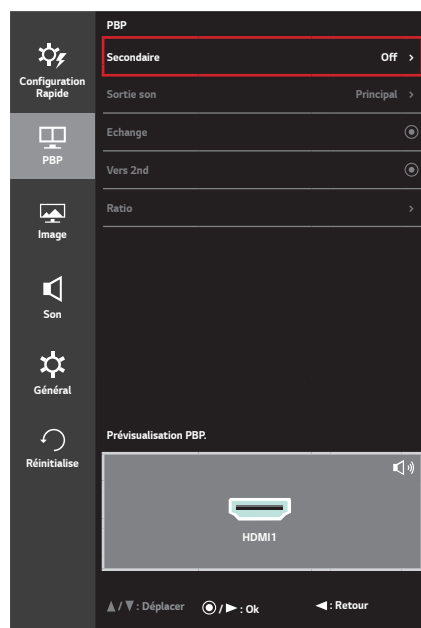 PBP
Configuration
Rapide
PBP
Image
Son
Général
Réinitialise
Secondaire Off >
Sortie son Principal >
Echange
Vers 2nd
Ratio >
Prévisualisation PBP.
HDMI1
▲/▼: Déplacer ◉/►: Ok ◄: Retour